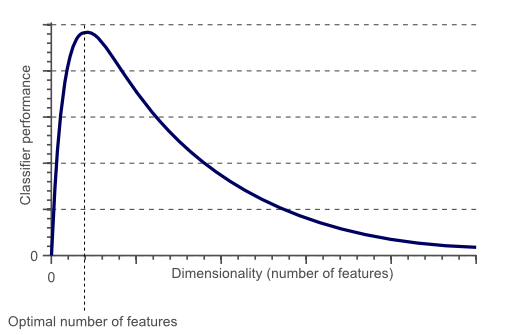 Classifier performance
0
0
Dimensionality (number of features)
Optimal number of features